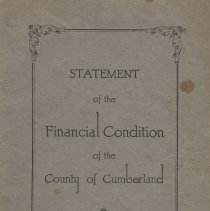 STATEMENT
of the
Financial Condition
of the
County of Cumberland